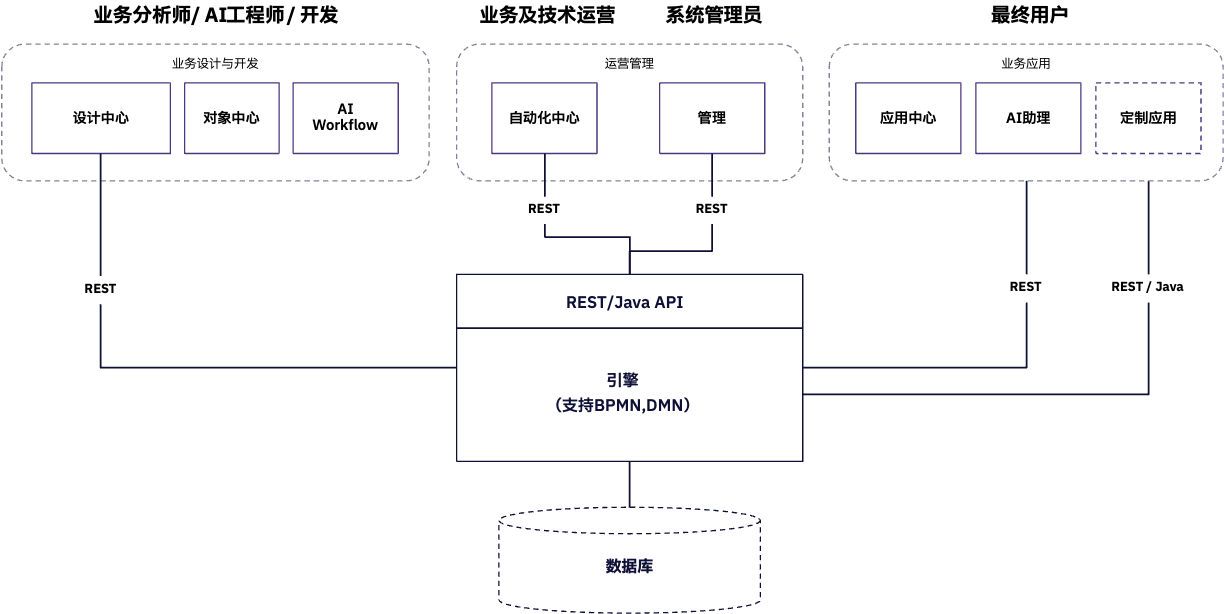 业务分析师/ AI工程师 / 开发
业务及技术运营
系统管理员
最终用户
业务设计与开发
运营管理
业务应用
设计中心
对象中心
AI
Workflow
自动化中心
管理
应用中心
AI助理
定制应用
REST
REST
REST
REST
REST / Java
REST/Java API
引擎
（支持BPMN,DMN）
数据库